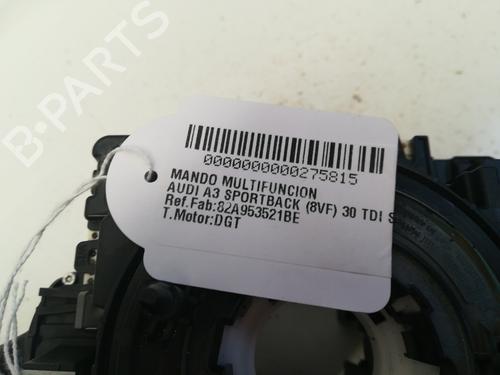 B-PARTS
0000000000275815
MANDO MULTIFUNCION
AUDI A3 SPORTBACK (8VF) 30 TDI S
Ref.Fab:82A953521BE
T.Motor:DGT